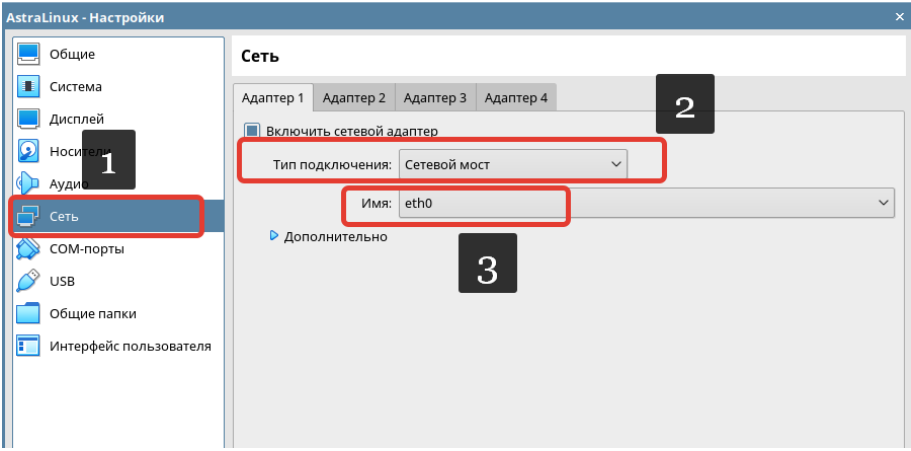 AstraLinux - Настройки
Общие
Система
Дисплей
Носители
Аудио
Сеть
COM-порты
USB
Общие папки
Интерфейс пользователя
1
Сеть
Адаптер 1 Адаптер 2 Адаптер 3 Адаптер 4
2
Включить сетевой адаптер
Тип подключения: Сетевой мост
Имя: eth0
Дополнительно
3